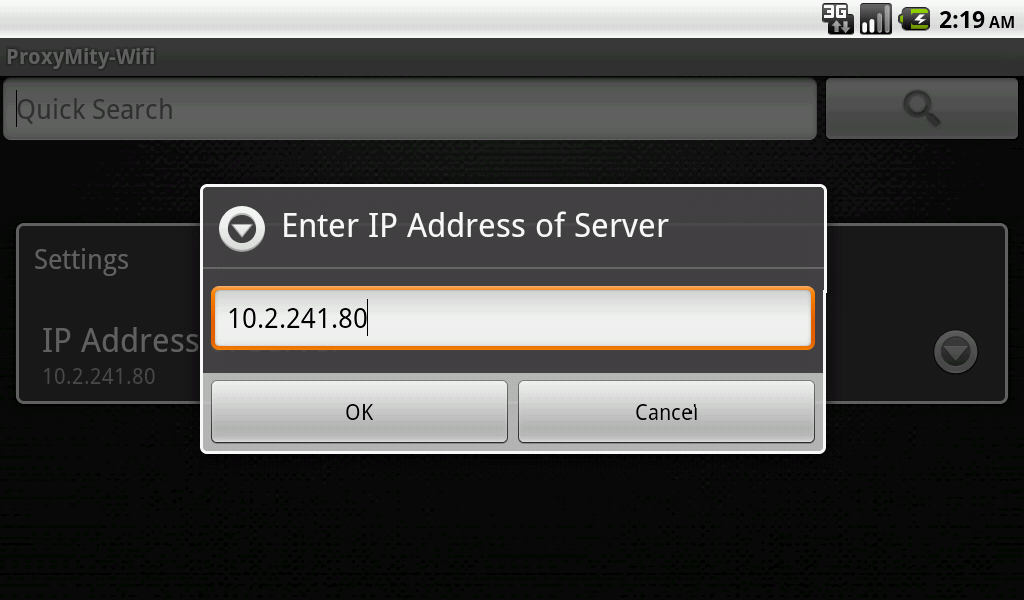 3G
2:19 AM
ProxyMity-Wifi
Quick Search
Enter IP Address of Server
Settings
10.2.241.80
IP Address
10.2.241.80
OK
Cancel